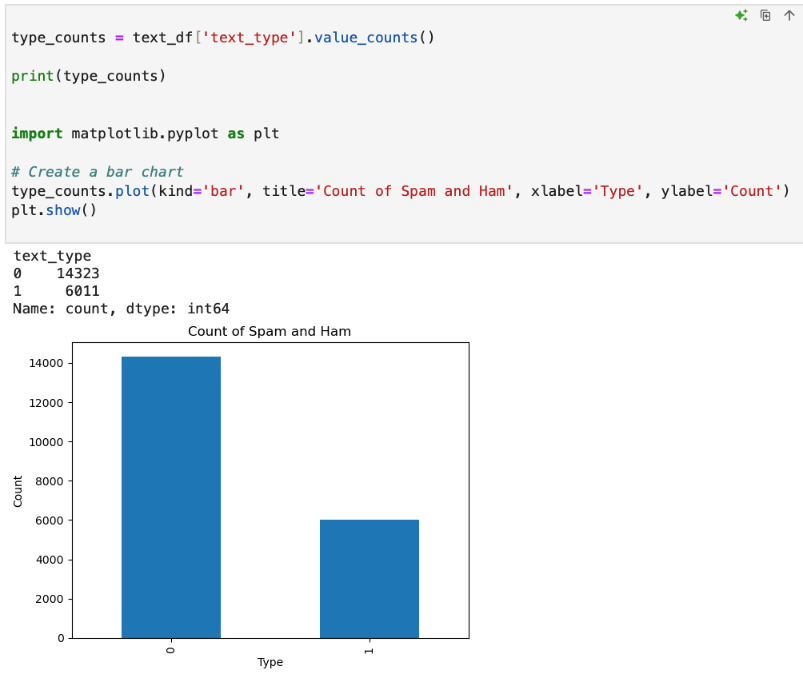 type_counts = text_df['text_type'].value_counts()
print(type_counts)
import matplotlib.pyplot as plt
# Create a bar chart
type_counts.plot(kind='bar', title='Count of Spam and Ham', xlabel='Type', ylabel='Count')
plt.show()
text_type
0    14323
1     6011
Name: count, dtype: int64
Count of Spam and Ham
14000
12000
10000
8000
6000
4000
2000
0
Count
0
1
Type